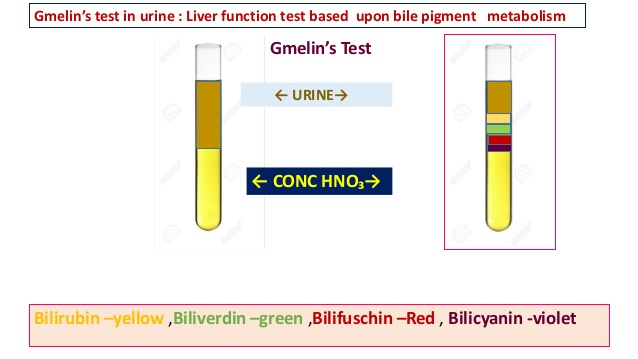 Gmelin’s test in urine : Liver function test based upon bile pigment metabolism
Gmelin’s Test
← URINE→
← CONC HNO₃→
Bilirubin –yellow ,Biliverdin –green ,Bilifuschin –Red , Bilicyanin -violet